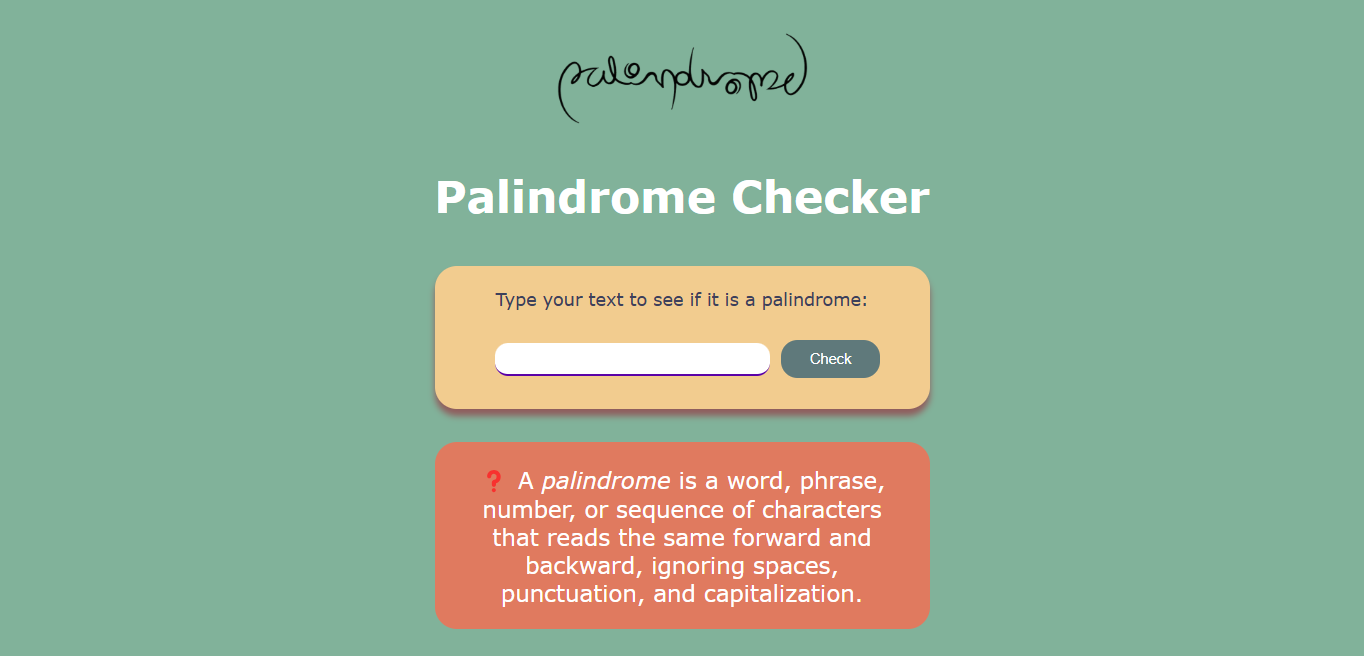 palindrome
Palindrome Checker
Type your text to see if it is a palindrome:
Check
❓ A palindrome is a word, phrase,
number, or sequence of characters
that reads the same forward and
backward, ignoring spaces,
punctuation, and capitalization.